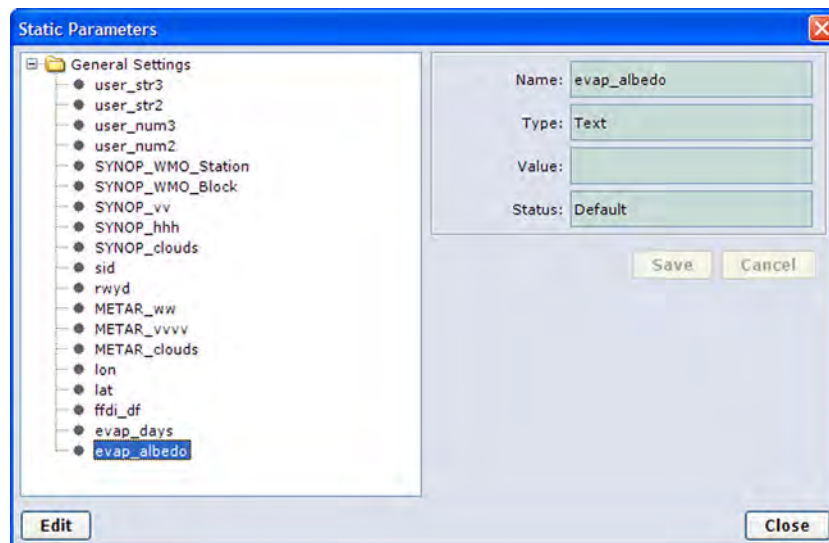 Static Parameters
General Settings
user_str3
user_str2
user_num3
user_num2
SYNOP_WMO_Station
SYNOP_WMO_Block
SYNOP_vv
SYNOP_hhh
SYNOP_clouds
sid
rwyd
METAR_ww
METAR_vvvv
METAR_clouds
lon
lat
ffdi_df
evap_days
evap_albedo
Name: evap_albedo
Type: Text
Value:
Status: Default
Save Cancel
Edit Close